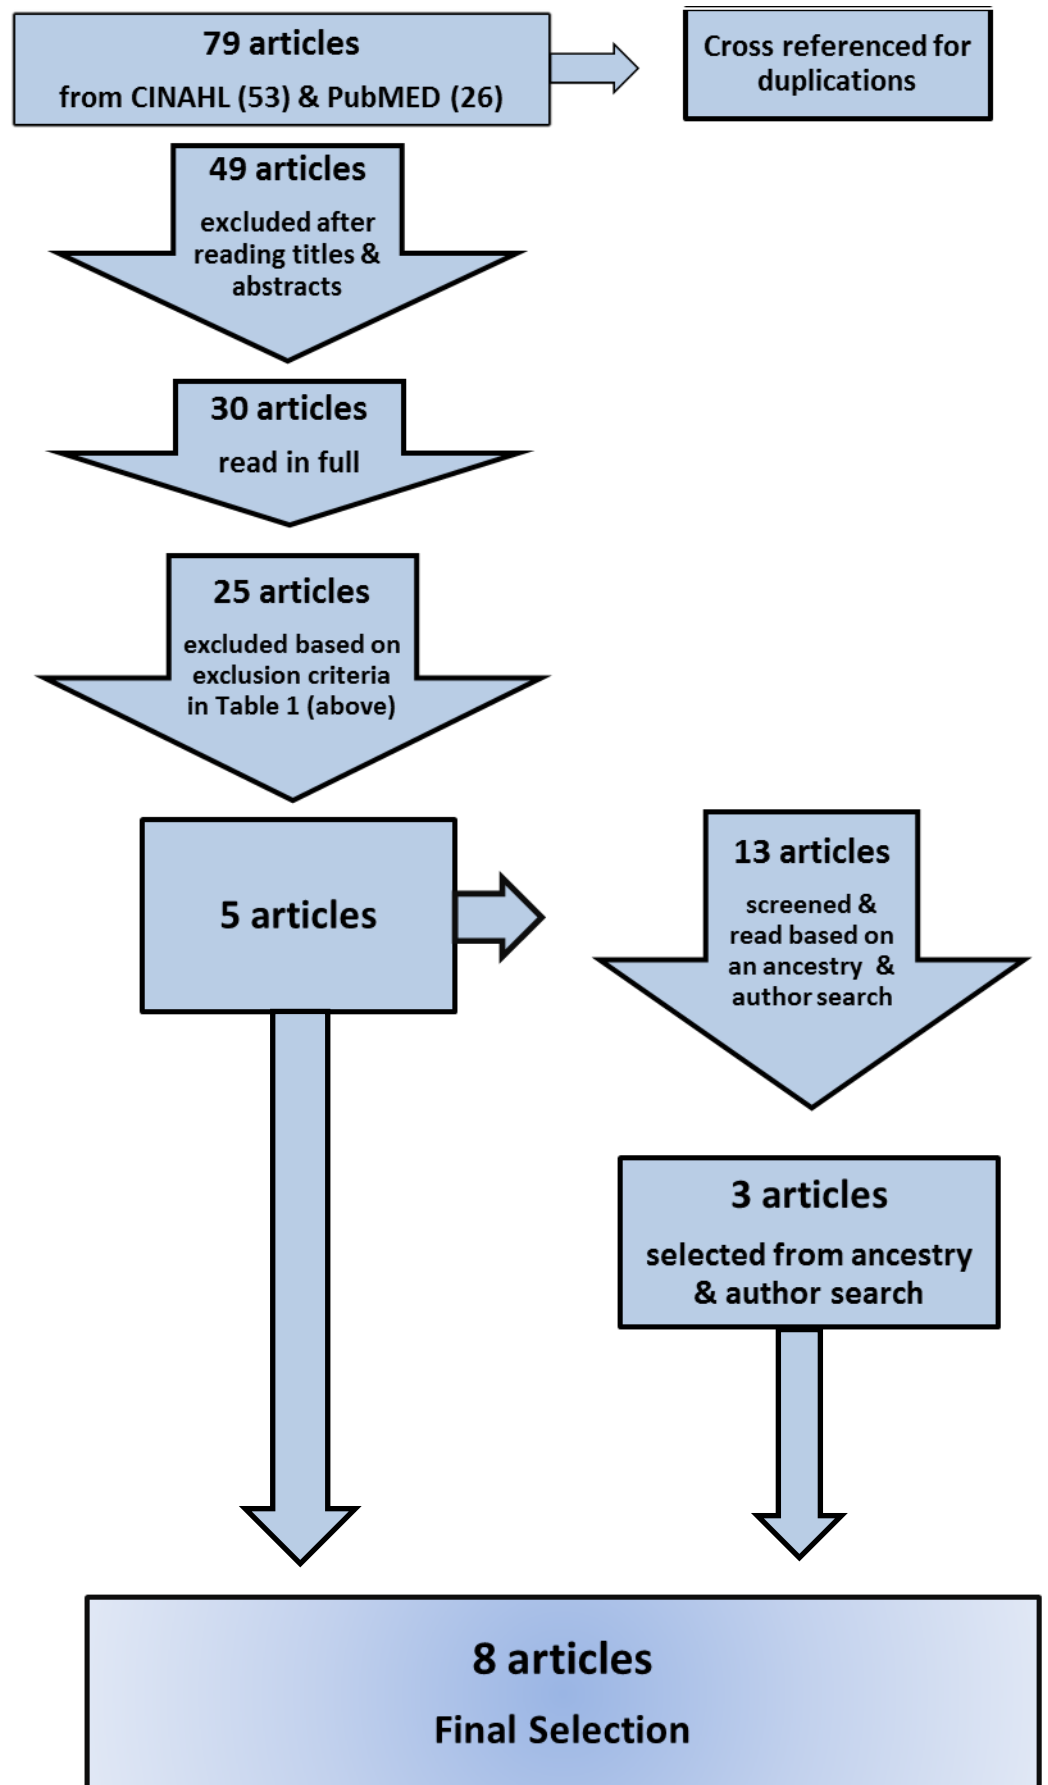 79 articles
from CINAHL (53) & PubMED (26)
Cross referenced for
duplications
49 articles
excluded after
reading titles &
abstracts
30 articles
read in full
25 articles
excluded based on
exclusion criteria
in Table 1 (above)
5 articles
13 articles
screened &
read based on
an ancestry & 
author search
3 articles
selected from ancestry
& author search
8 articles
Final Selection